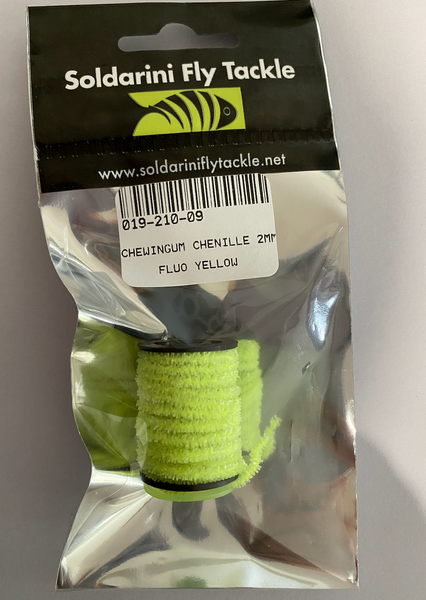 Soldarini Fly Tackle
www.soldariniflytackle.net
019-210-09
CHEWINGUM CHENILLE 2MM
FLUO YELLOW